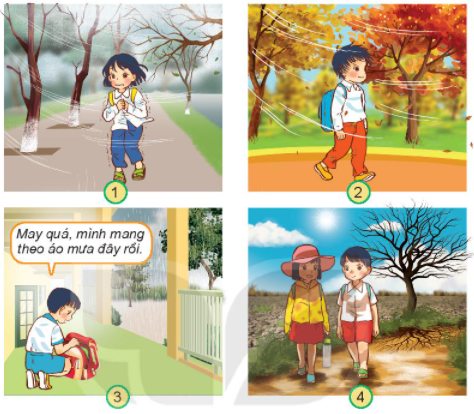 1
2
May quá, mình mang
theo áo mưa đây rồi.
3
4